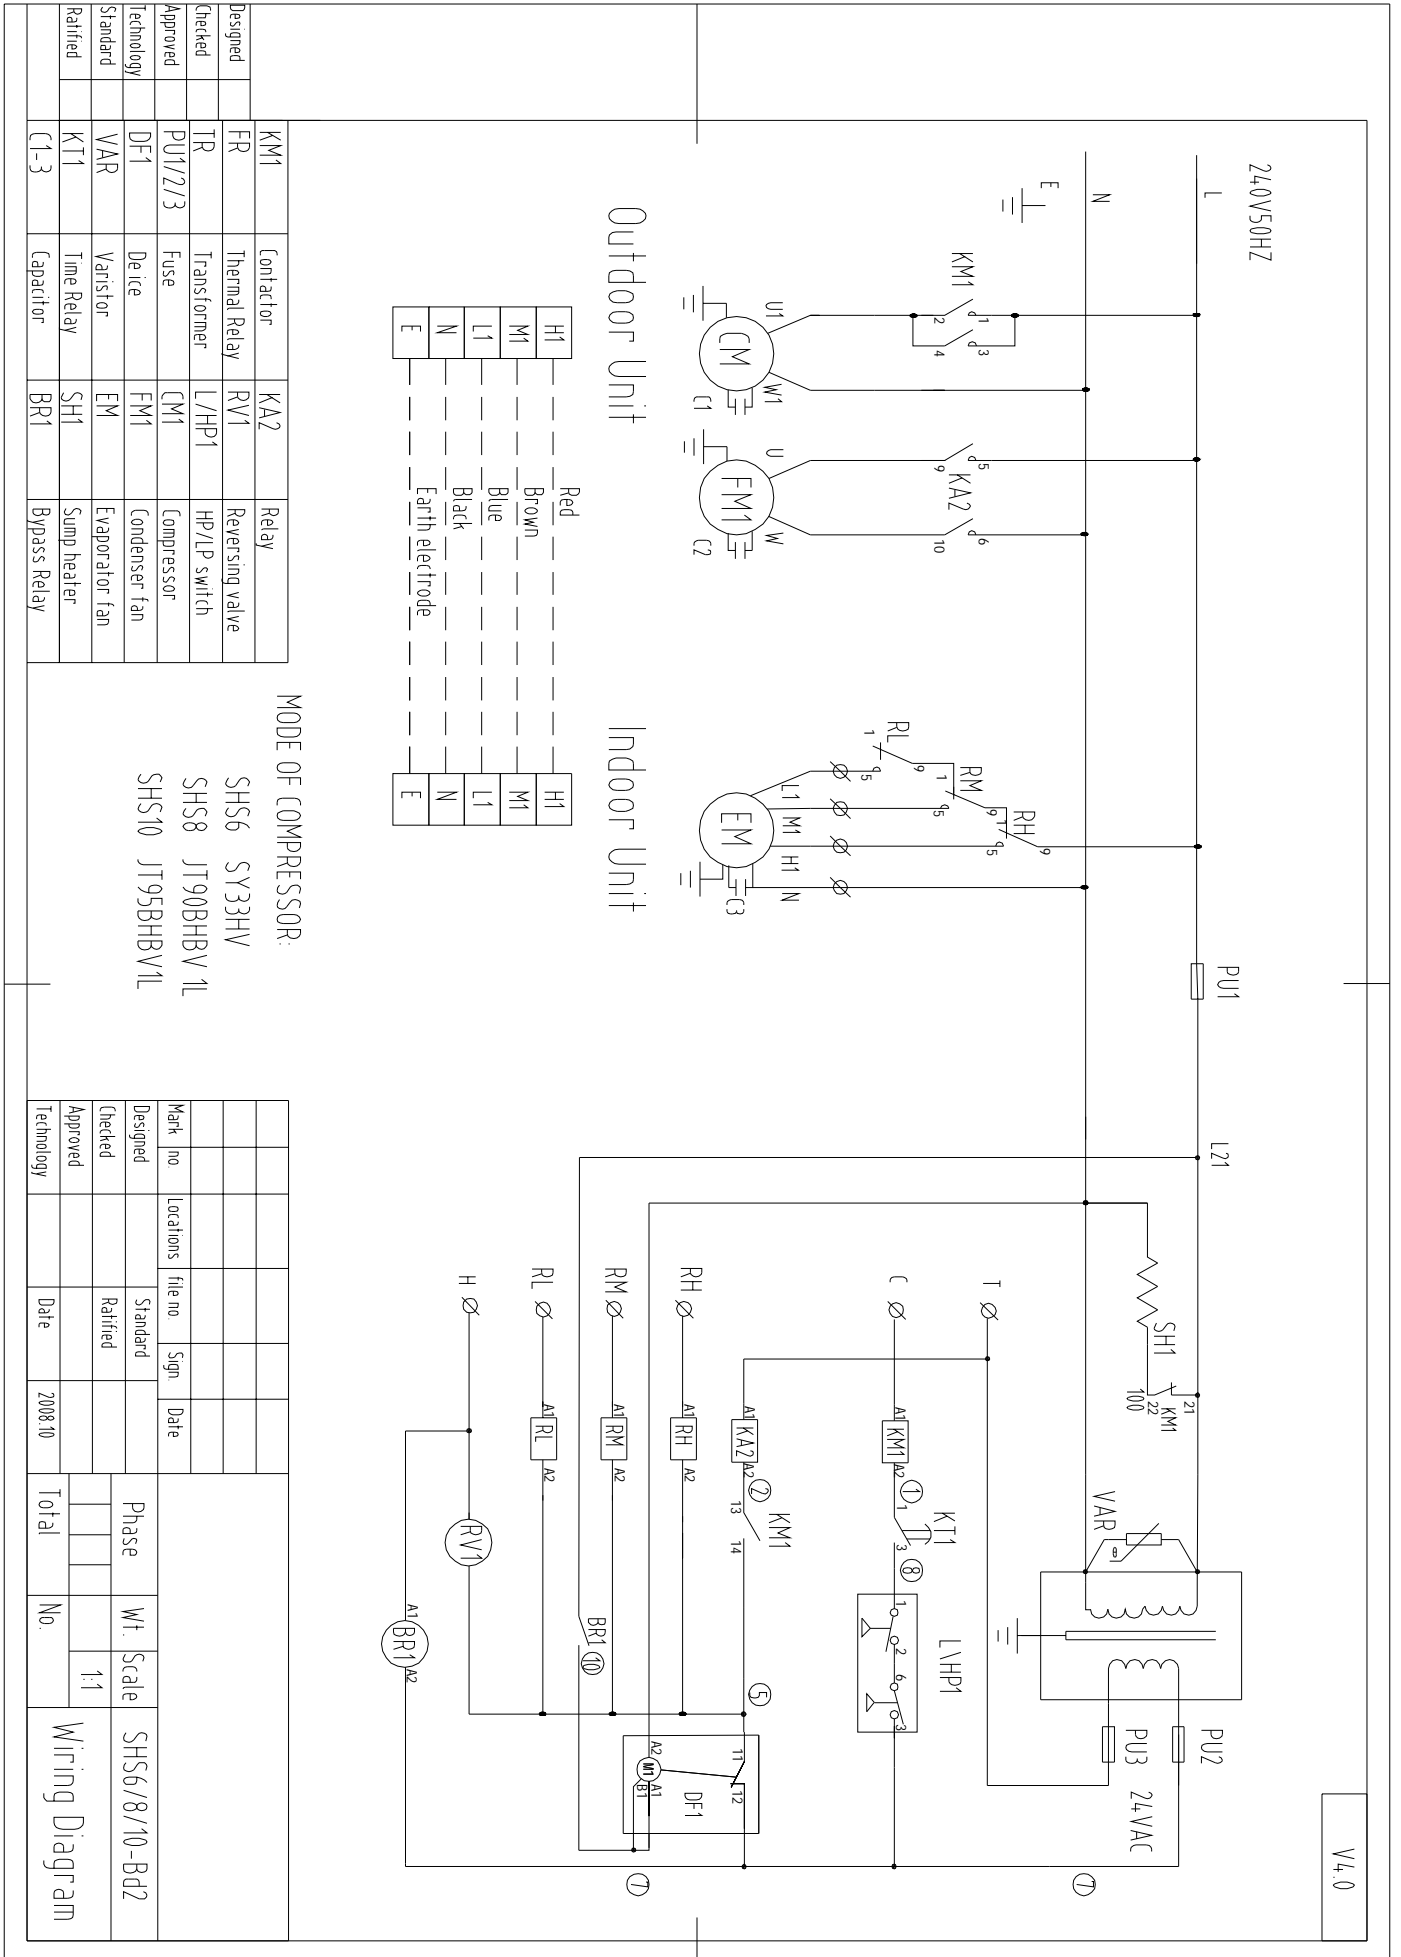 V4.0
240V50HZ
L
N
E
KM1
1
2
3
4
U1
W1
CM
C1
KA2
5
9
6
10
U
W
FM1
C2
Outdoor Unit
RL
1
9
5
RM
1
9
5
RH
1
9
5
L1
M1
H1
N
EM
C3
Indoor Unit
H1 Red H1
M1 Brown M1
L1 Blue L1
N Black N
E Earth electrode E
PU1
L21
SH1
21
KM1
22
100
VAR
θ
PU2
PU3
24VAC
T
C
A1 KM1 A2
1
1
KT1
3
8
L\HP1
1
2
6
3
7
A1 KA2 A2
2
13
KM1
14
5
RH
A1 RH A2
RM
A1 RM A2
RL
A1 RL A2
H
RV1
A1 BR1 A2
BR1
10
11
12
DF1
A2
M1
A1
B1
7
MODE OF COMPRESSOR:
SHS6 SY33HV
SHS8 JT90BHBV 1L
SHS10 JT95BHBV1L
KM1 Contactor KA2 Relay
FR Thermal Relay RV1 Reversing valve
TR Transformer L/HP1 HP/LP switch
PU1/2/3 Fuse CM1 Compressor
DF1 De ice FM1 Condenser fan
VAR Varistor EM Evaporator fan
KT1 Time Relay SH1 Sump heater
C1-3 Capacitor BR1 Bypass Relay
Designed
Checked
Approved
Technology
Standard
Ratified
Mark no. Locations file no. Sign. Date
Designed Standard
Checked Ratified
Approved
Technology Date 2008.10
Phase Wt. Scale
1:1
Total No.
SHS6/8/10-Bd2
Wiring Diagram